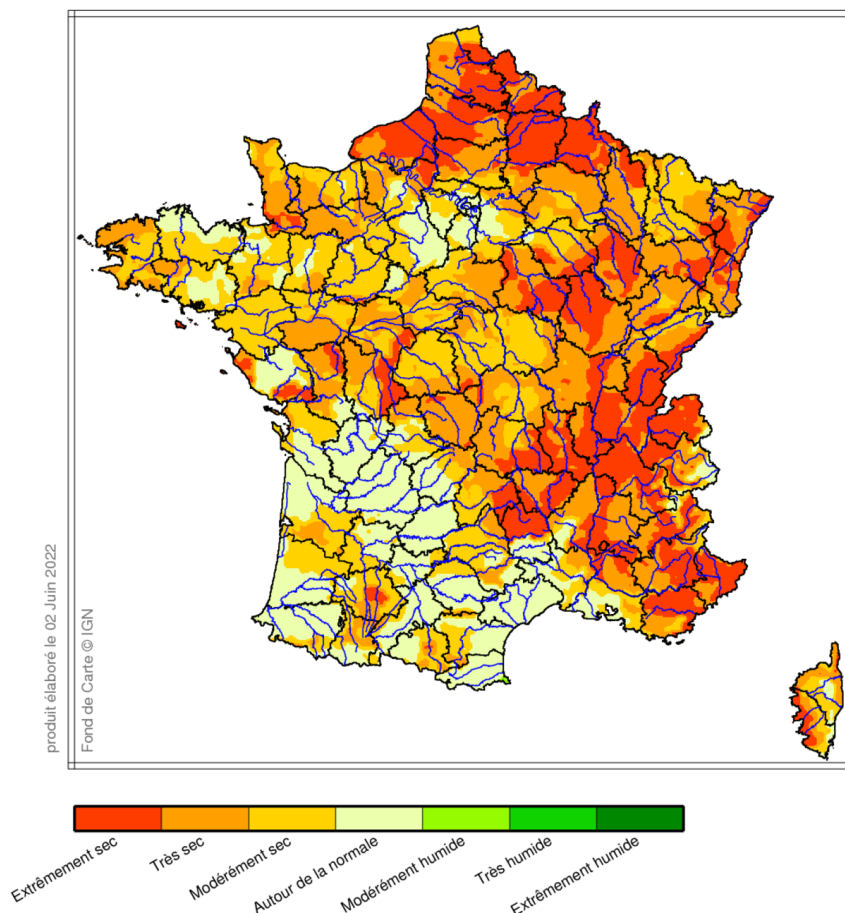 produit élaboré le 02 Juin 2022
Fond de Carte © IGN
Extrêmement sec
Très sec
Modérément sec
Autour de la normale
Modérément humide
Très humide
Extrêmement humide